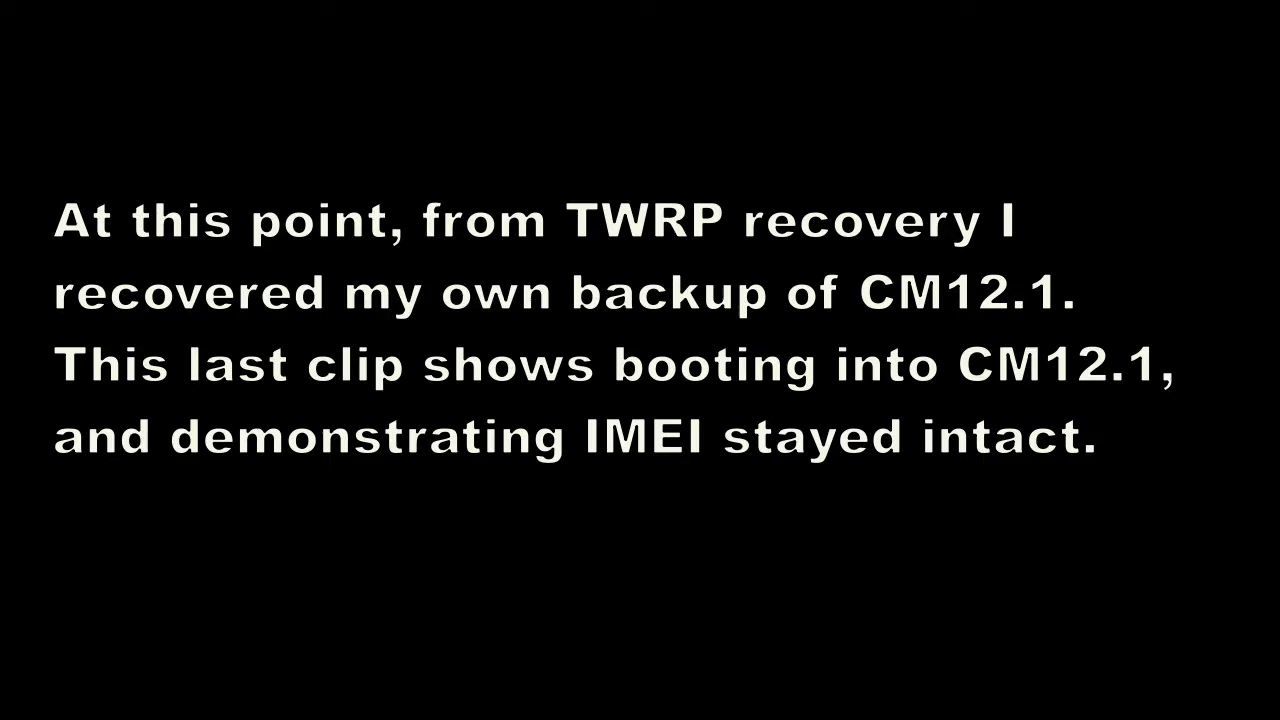 At this point, from TWRP recovery I
recovered my own backup of CM12.1.
This last clip shows booting into CM12.1,
and demonstrating IMEI stayed intact.